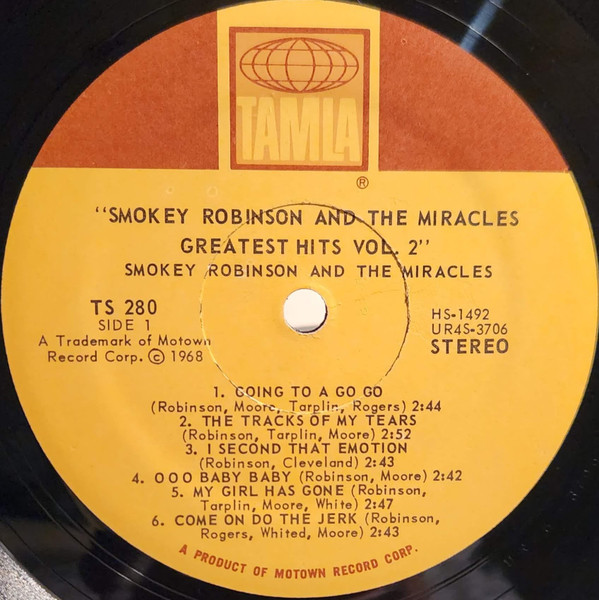 TAMLA
®
"SMOKEY ROBINSON AND THE MIRACLES
GREATEST HITS VOL. 2"
SMOKEY ROBINSON AND THE MIRACLES
TS 280
SIDE 1
A Trademark of Motown
Record Corp. © 1968
HS-1492
UR4S-3706
STEREO
1. GOING TO A GO GO
(Robinson, Moore, Tarplin, Rogers) 2:44
2. THE TRACKS OF MY TEARS
(Robinson, Tarplin, Moore) 2:52
3. I SECOND THAT EMOTION
(Robinson, Cleveland) 2:43
4. OOO BABY BABY (Robinson, Moore) 2:42
5. MY GIRL HAS GONE (Robinson,
Tarplin, Moore, White) 2:47
6. COME ON DO THE JERK (Robinson,
Rogers, Whited, Moore) 2:43
A PRODUCT OF MOTOWN RECORD CORP.